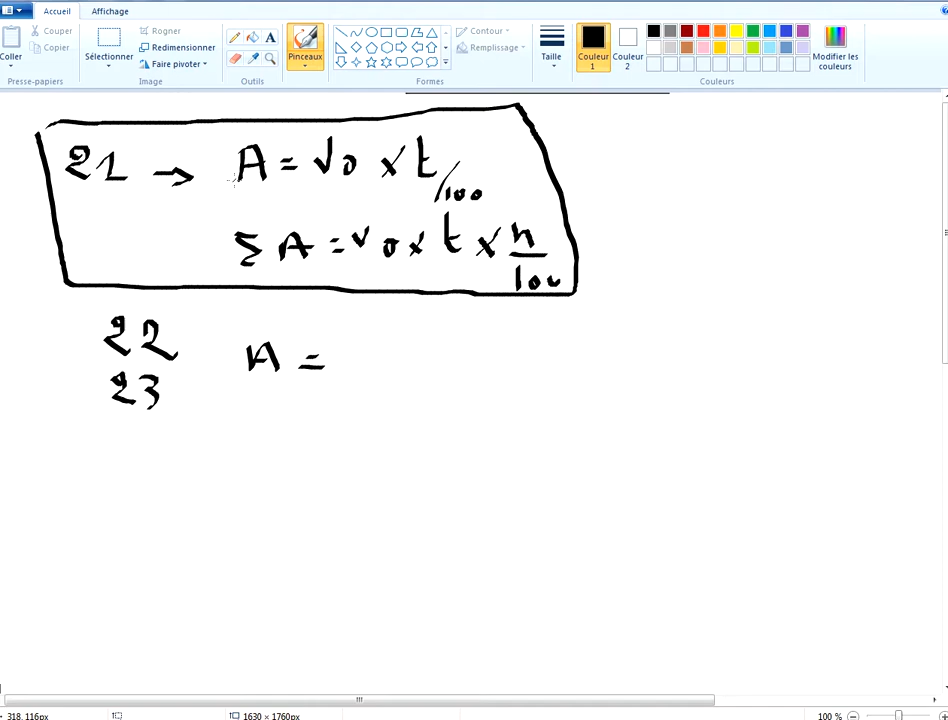 Accueil Affichage
Coller
Couper
Copier
Presse-papiers
Sélectionner
Rogner
Redimensionner
Faire pivoter
Image
A
Outils
Pinceaux
Formes
Contour
Remplissage
Taille
Couleur 1
Couleur 2
Modifier les couleurs
Couleurs
21 → A = V0 x t/100
Σ A = V0 x t x n/100
22 A =
23
318, 116px
1630 × 1760px
100 %